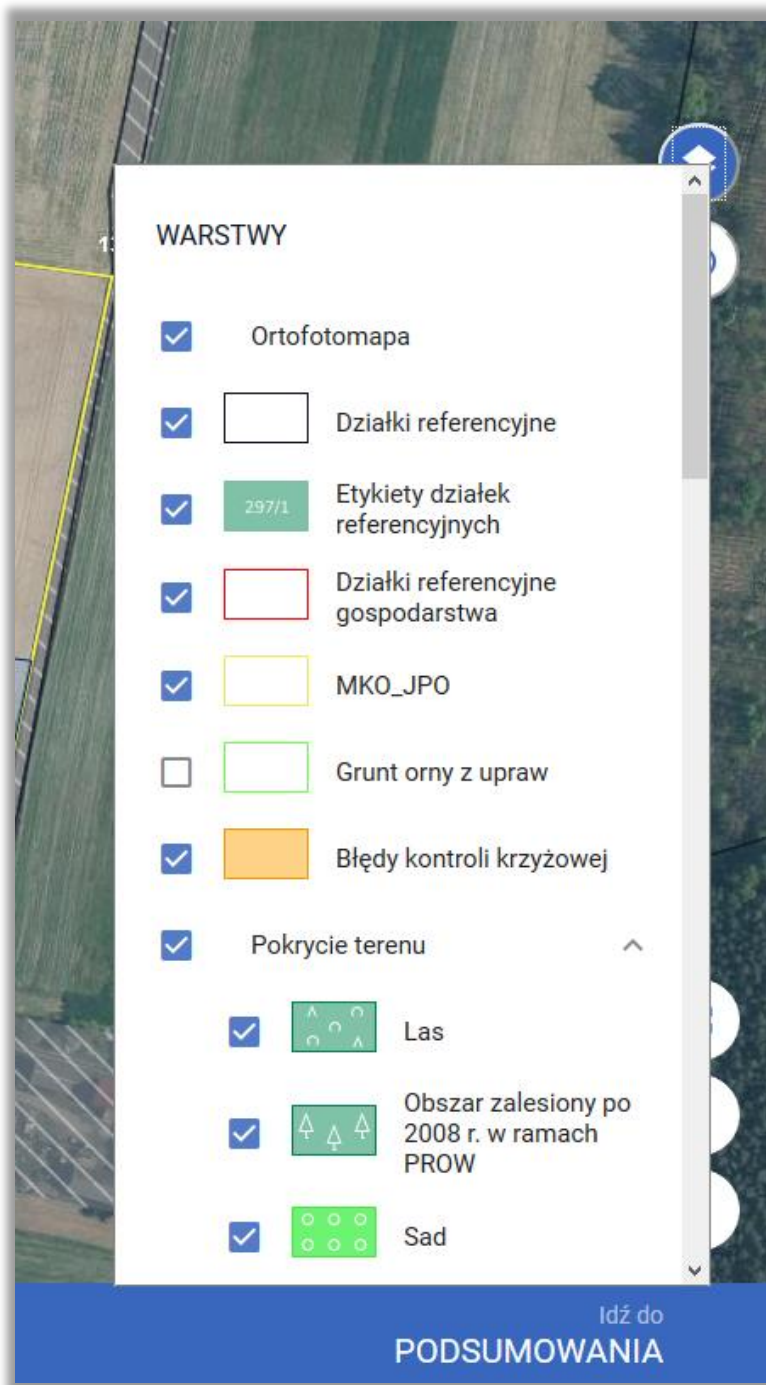 WARSTWY
Ortofotomapa
Działki referencyjne
297/1
Etykiety działek
referencyjnych
Działki referencyjne
gospodarstwa
MKO_JPO
Grunt orny z upraw
Błędy kontroli krzyżowej
Pokrycie terenu
Las
Obszar zalesiony po
2008 r. w ramach
PROW
Sad
Idź do
PODSUMOWANIA